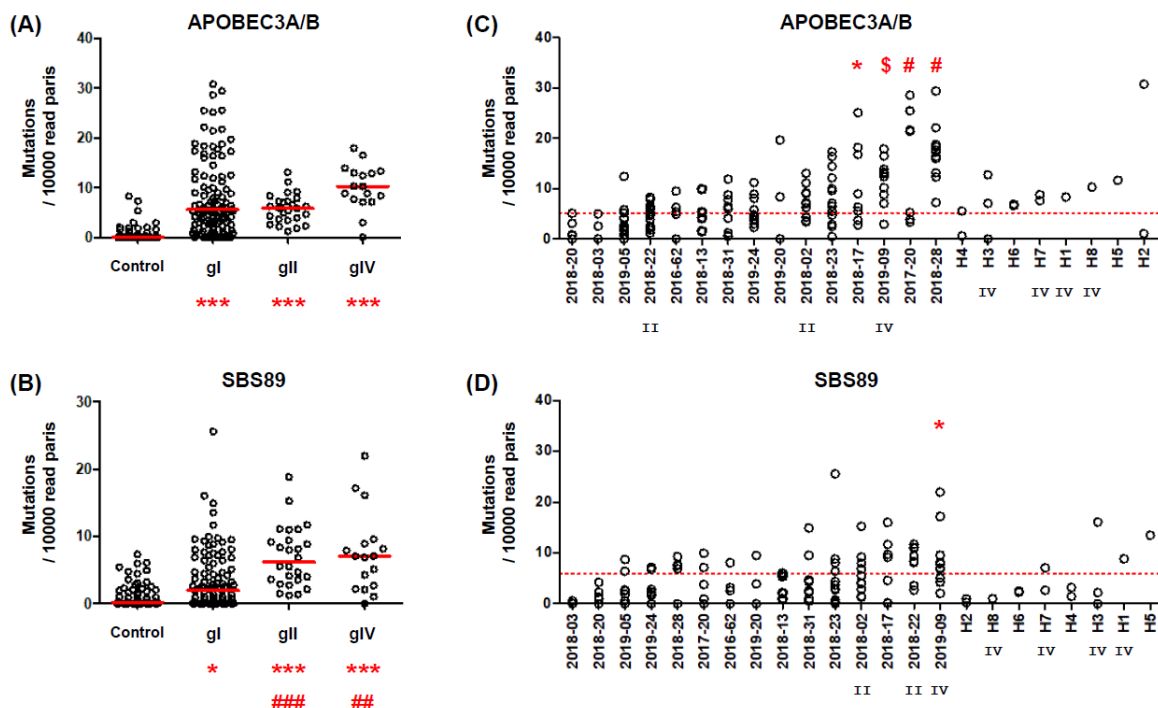 (A)
APOBEC3A/B
Mutations
/ 10000 read paris
40
30
20
10
0
Control gI gII gIV
*** *** ***
(B)
SBS89
Mutations
/ 10000 read paris
30
20
10
0
Control gI gII gIV
* *** ***
### ##
(C)
APOBEC3A/B
Mutations
/ 10000 read paris
40
30
20
10
0
* $ # #
2018-20 2018-03 2019-05 2018-22 2016-62 2018-13 2018-31 2019-24 2019-20 2018-02 2018-23 2018-17 2019-09 2017-20 2018-28 H4 H3 H6 H7 H1 H8 H5 H2
II II IV IV IV IV IV
(D)
SBS89
Mutations
/ 10000 read paris
40
30
20
10
0
*
2018-03 2018-20 2019-05 2019-24 2018-28 2017-20 2016-62 2019-20 2018-13 2018-31 2018-23 2018-02 2018-17 2018-22 2019-09 H2 H8 H6 H7 H4 H3 H1 H5
II II IV IV IV IV IV